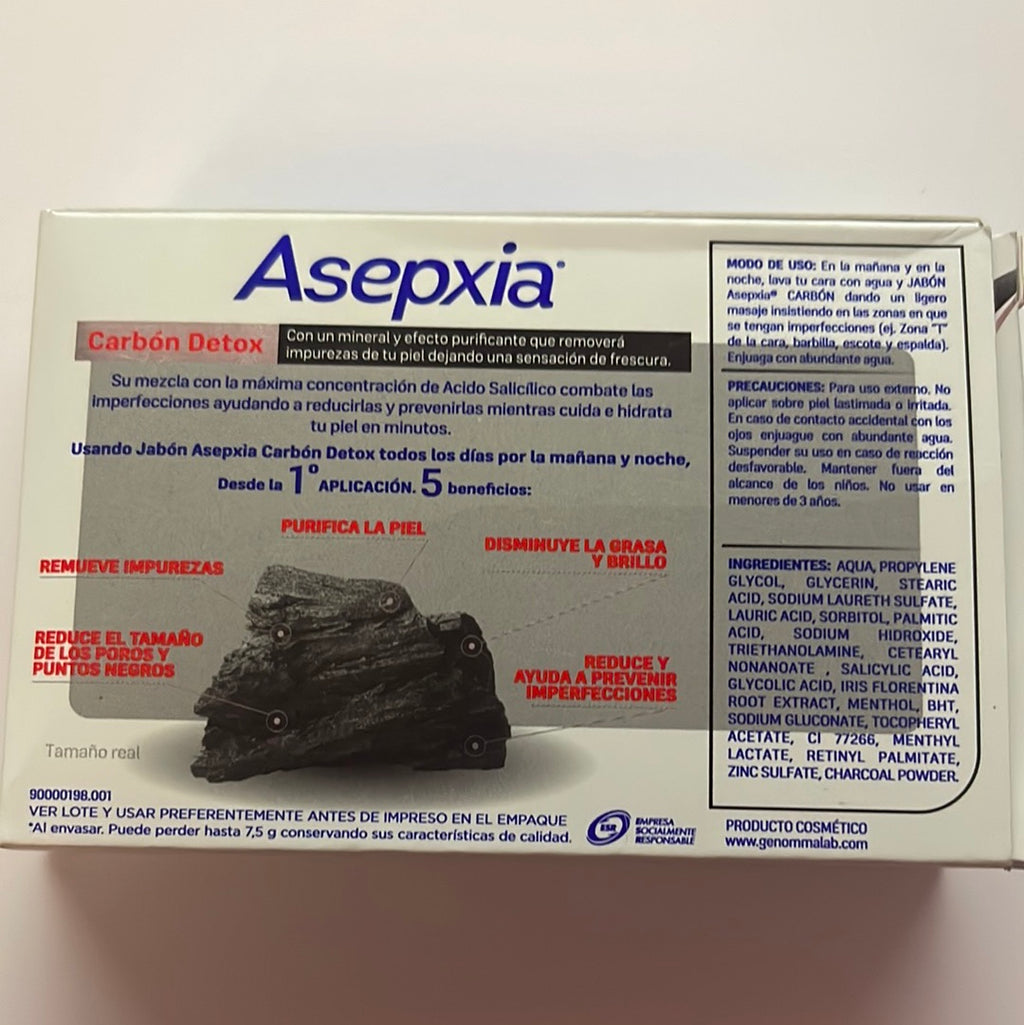 Asepxia
Carbón Detox
Con un mineral y efecto purificante que removerá
impurezas de tu piel dejando una sensación de frescura.
Su mezcla con la máxima concentración de Acido Salicílico combate las
imperfecciones ayudando a reducirlas y prevenirlas mientras cuida e hidrata
tu piel en minutos.
Usando Jabón Asepxia Carbón Detox todos los días por la mañana y noche,
Desde la 1° APLICACIÓN. 5 beneficios:
PURIFICA LA PIEL
DISMINUYE LA GRASA
Y BRILLO
REMUEVE IMPUREZAS
REDUCE EL TAMAÑO
DE LOS POROS Y
PUNTOS NEGROS
REDUCE Y
AYUDA A PREVENIR
IMPERFECCIONES
Tamaño real
90000198.001
VER LOTE Y USAR PREFERENTEMENTE ANTES DE IMPRESO EN EL EMPAQUE
*Al envasar. Puede perder hasta 7,5 g conservando sus características de calidad.
ESR
EMPRESA
SOCIALMENTE
RESPONSABLE
MODO DE USO: En la mañana y en la
noche, lava tu cara con agua y JABÓN
Asepxia® CARBÓN dando un ligero
masaje insistiendo en las zonas en que
se tengan imperfecciones (ej. Zona "T"
de la cara, barbilla, escote y espalda).
Enjuaga con abundante agua.
PRECAUCIONES: Para uso externo. No
aplicar sobre piel lastimada o irritada.
En caso de contacto accidental con los
ojos enjuague con abundante agua.
Suspender su uso en caso de reacción
desfavorable. Mantener fuera del
alcance de los niños. No usar en
menores de 3 años.
INGREDIENTES: AQUA, PROPYLENE
GLYCOL, GLYCERIN, STEARIC
ACID, SODIUM LAURETH SULFATE,
LAURIC ACID, SORBITOL, PALMITIC
ACID, SODIUM HIDROXIDE,
TRIETHANOLAMINE, CETEARYL
NONANOATE , SALICYLIC ACID,
GLYCOLIC ACID, IRIS FLORENTINA
ROOT EXTRACT, MENTHOL, BHT,
SODIUM GLUCONATE, TOCOPHERYL
ACETATE, CI 77266, MENTHYL
LACTATE, RETINYL PALMITATE,
ZINC SULFATE, CHARCOAL POWDER.
PRODUCTO COSMÉTICO
www.genommalab.com